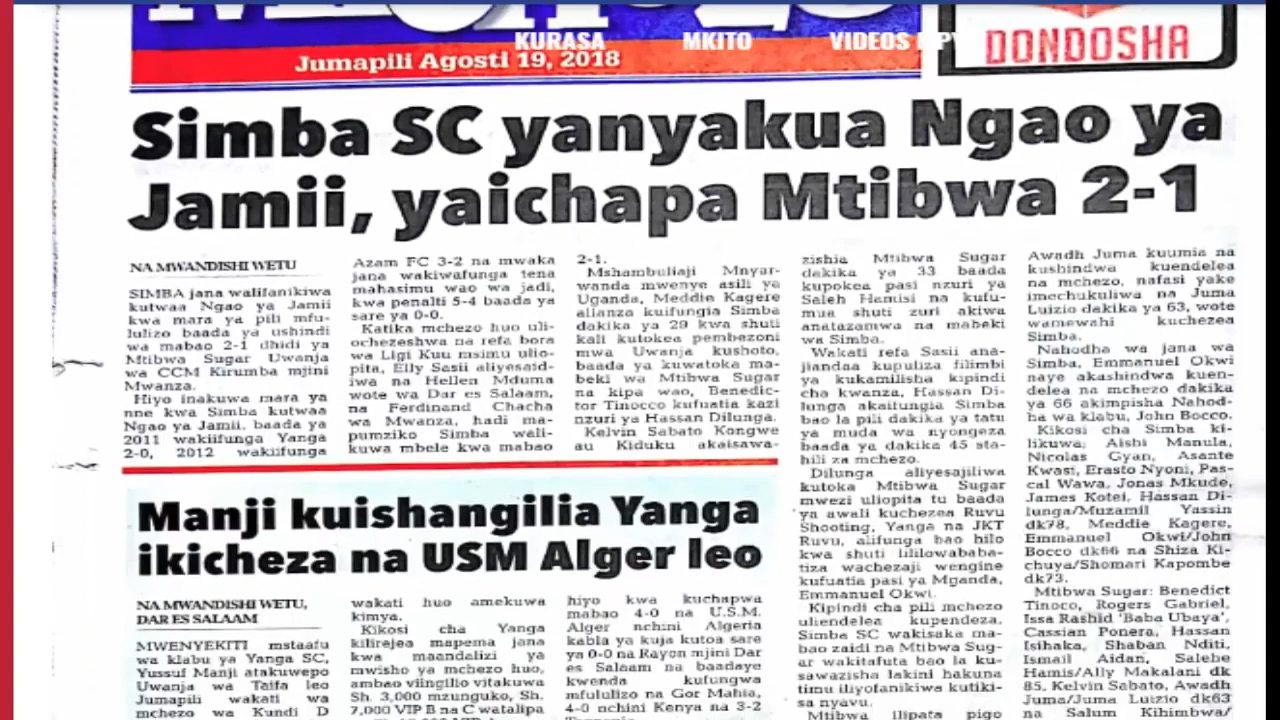 KURASA MKITO VIDEOS
DONDOSHA
Jumapili Agosti 19, 2018
Simba SC yanyakua Ngao ya
Jamii, yaichapa Mtibwa 2-1
NA MWANDISHI WETU
SIMBA jana walifanikiwa
kutwaa Ngao ya Jamii
kwa mara ya pili mfu-
lulizo baada ya ushindi
wa mabao 2-1 dhidi ya
Mtibwa Sugar Uwanja
wa CCM Kirumba mjini
Mwanza.
Hiyo inakuwa mara ya
nne kwa Simba kutwaa
Ngao ya Jamii, baada ya
2011 wakiifunga Yanga
2-0, 2012 wakiifunga
Azam FC 3-2 na mwaka
jana wakiwafunga tena
mahasimu wao wa jadi,
kwa penalti 5-4 baada ya
sare ya 0-0.
Katika mchezo huo uli-
ochezeshwa na refa bora
wa Ligi Kuu msimu ulio-
pita, Elly Sasii aliyesaid-
iwa na Hellen Mduma
wote wa Dar es Salaam,
na Ferdinand Chacha
wa Mwanza, hadi ma-
pumziko Simba wali-
kuwa mbele kwa mabao
2-1.
Mshambuliaji Mnyar-
wanda mwenye asili ya
Uganda, Meddie Kagere
alianza kuifungia Simba
dakika ya 29 kwa shuti
kali kutokea pembezoni
mwa Uwanja kushoto,
baada ya kuwatoka ma-
beki wa Mtibwa Sugar
na kipa wao, Benedic-
tor Tinocco kufuatia kazi
nzuri ya Hassan Dilunga.
Kelvin Sabato Kongwe
au Kiduku akaisawa-
zishia Mtibwa Sugar
dakika ya 33 baada
kupokea pasi nzuri ya
Saleh Hamisi na kufu-
mua shuti zuri akiwa
anatazamwa na mabeki
wa Simba.
Wakati refa Sasii ana-
jiandaa kupuliza filimbi
ya kukamilisha kipindi
cha kwanza, Hassan Di-
lunga akaitungia Simba
bao la pili dakika ya tatu
ya muda wa nyongeza
baada ya dakika 45 sta-
hili za mchezo.
Dilunga aliyesajiliwa
kutoka Mtibwa Sugar
mwezi uliopita tu baada
ya awali kuchezea Ruvu
Shooting, Yanga na JKT
Ruvu, alifunga bao hilo
kwa shuti lililowababa-
tiza wachezaji wengine
kufuatia pasi ya Mganda,
Emmanuel Okwi.
Kipindi cha pili mchezo
uliendelea kupendeza,
Simba SC wakisaka ma-
bao zaidi na Mtibwa Sug-
ar wakitafuta bao la ku-
sawazisha lakini hakuna
timu iliyofanikiwa kutiki-
sa nyavu.
Mtibwa ilipata pigo
Awadh Juma kuumia na
kushindwa kuendelea
na mchezo, nafasi yake
imechukuliwa na Juma
Luizio dakika ya 63, wote
wamewahi kuchezea
Simba.
Nahodha wa jana wa
Simba, Emmanuel Okwi
naye akashindwa kuen-
delea na mchezo dakika
ya 66 akimpisha Nahod-
ha wa klabu, John Bocco.
Kikosi cha Simba ki-
likuwa; Aishi Manula,
Nicolas Gyan, Asante
Kwasi, Erasto Nyoni, Pas-
cal Wawa, Jonas Mkude,
James Kotei, Hassan Di-
lunga/Muzamil Yassin
dk78, Meddie Kagere,
Emmanuel Okwi/John
Bocco dk66 na Shiza Ki-
chuya/Shomari Kapombe
dk73.
Mtibwa Sugar: Benedict
Tinoco, Rogers Gabriel,
Issa Rashid 'Baba Ubaya',
Cassian Ponera, Hassan
Isihaka, Shaban Nditi,
Ismail Aidan, Salehe
Hamis/Ally Makalani dk
85, Kelvin Sabato, Awadh
Juma/Juma Luizio dk63
na Salum Kihimbwa/
Manji kuishangilia Yanga
ikicheza na USM Alger leo
NA MWANDISHI WETU,
DAR ES SALAAM
MWENYEKITI mstaafu
wa klabu ya Yanga SC,
Yussuf Manji atakuwepo
Uwanja wa Taifa leo
Jumapili wakati wa
mchezo wa Kundi D
wakati huo amekuwa
kimya.
Kikosi cha Yanga
kilirejea mapema jana
kwa maandalizi ya
mwisho ya mchezo huo,
ambao viingilio vitakuwa
Sh. 3,000 mzunguko, Sh.
7,000 VIP B na C watalipa
hiyo kwa kuchapwa
mabao 4-0 na U.S.M.
Alger nchini Algeria
kabla ya kuja kutoa sare
ya 0-0 na Rayon mjini Dar
es Salaam na baadaye
kwenda kufungwa
mfululizo na Gor Mahia,
4-0 nchini Kenya na 3-2